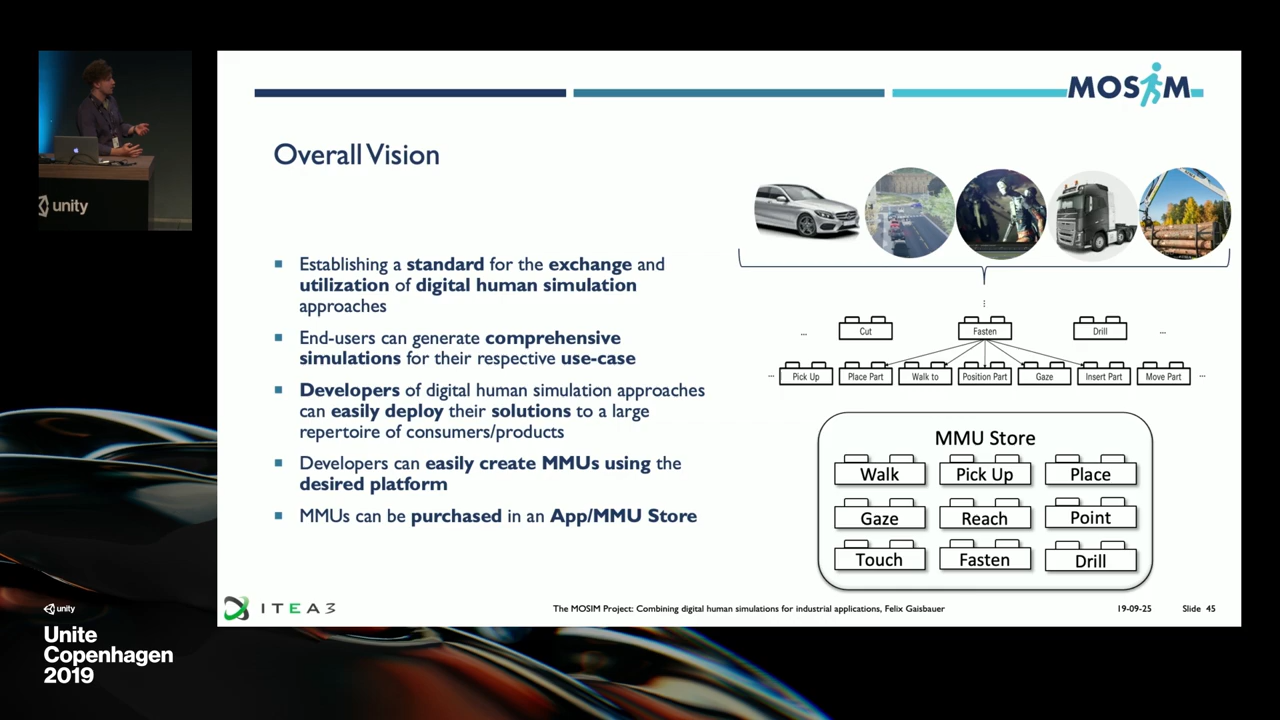 MOSIM
Overall Vision
Establishing a standard for the exchange and
utilization of digital human simulation
approaches
End-users can generate comprehensive
simulations for their respective use-case
Developers of digital human simulation approaches
can easily deploy their solutions to a large
repertoire of consumers/products
Developers can easily create MMUs using the
desired platform
MMUs can be purchased in an App/MMU Store
...
... Cut Fasten Drill ...
... Pick Up Place Part Walk to Position Part Gaze Insert Part Move Part ...
MMU Store
Walk Pick Up Place
Gaze Reach Point
Touch Fasten Drill
ITEA3 The MOSIM Project: Combining digital human simulations for industrial applications, Felix Gaisbauer 19-09-25 Slide 45
unity
unity
Unite
Copenhagen
2019